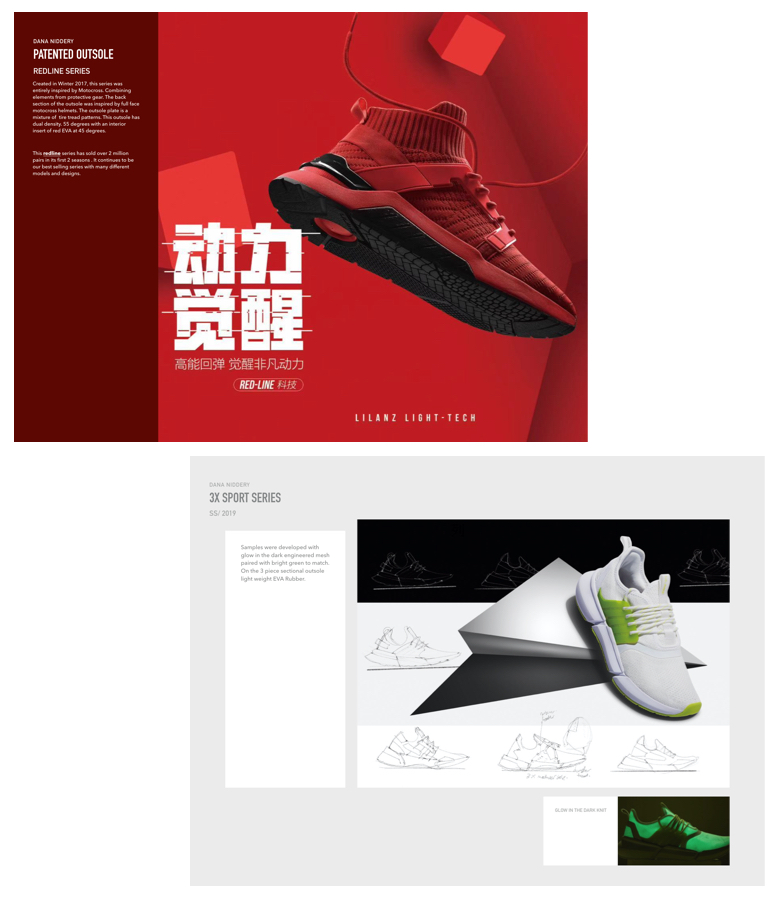 DANA NIDDERY
PATENTED OUTSOLE
REDLINE SERIES
Created in Winter 2017, this series was
entirely inspired by Motocross. Combining
elements from protective gear. The back
section of the outsole was inspired by full face
motocross helmets. The outsole plate is a
mixture of tire tread patterns. This outsole has
dual density. 55 degrees with an interior
insert of red EVA at 45 degrees.
This redline series has sold over 2 million
pairs in its first 2 seasons . It continues to be
our best selling series with many different
models and designs.
动力
觉醒
高能回弹 觉醒非凡动力
RED-LINE 科技
LILANZ LIGHT-TECH
DANA NIDDERY
3X SPORT SERIES
SS/ 2019
Samples were developed with
glow in the dark engineered mesh
paired with bright green to match.
On the 3 piece sectional outsole
light weight EVA Rubber.
GLOW IN THE DARK KNIT